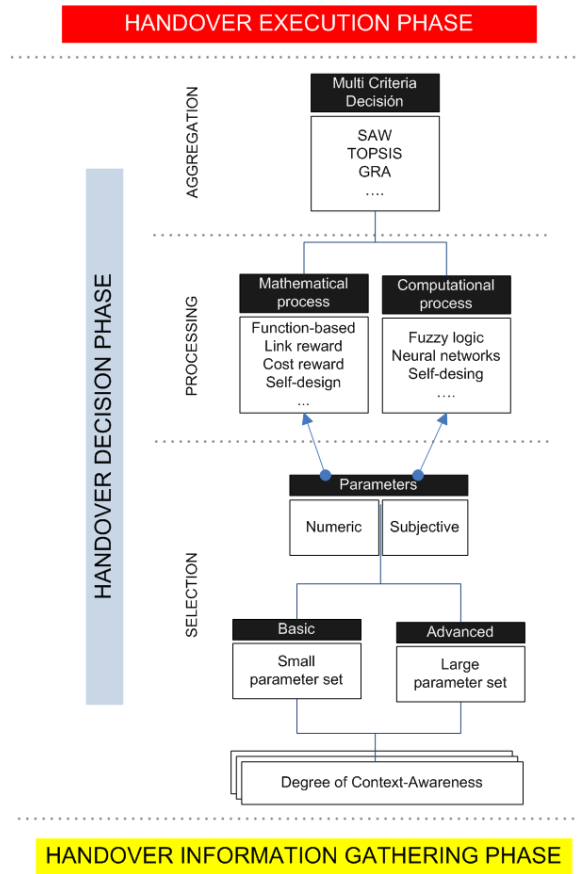 HANDOVER EXECUTION PHASE
AGGREGATION
Multi Criteria
Decisión
SAW
TOPSIS
GRA
....
HANDOVER DECISION PHASE
PROCESSING
Mathematical
process
Function-based
Link reward
Cost reward
Self-design
...
Computational
process
Fuzzy logic
Neural networks
Self-desing
....
SELECTION
Parameters
Numeric
Subjective
Basic
Small
parameter set
Advanced
Large
parameter set
Degree of Context-Awareness
HANDOVER INFORMATION GATHERING PHASE